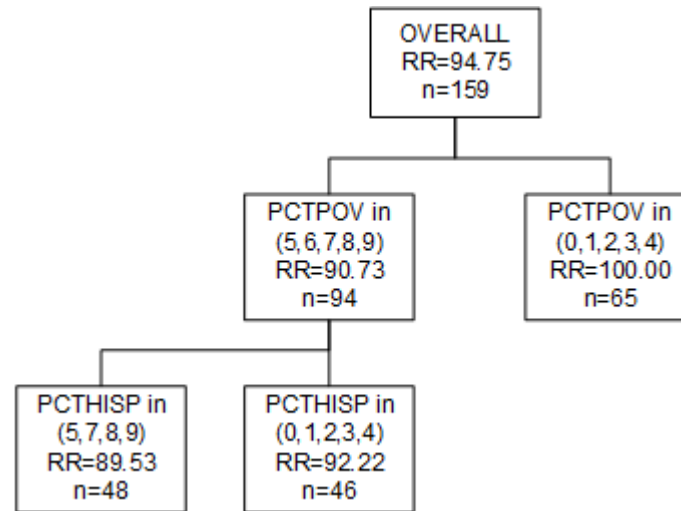 OVERALL
RR=94.75
n=159
PCTPOV in
(5,6,7,8,9)
RR=90.73
n=94
PCTPOV in
(0,1,2,3,4)
RR=100.00
n=65
PCTHISP in
(5,7,8,9)
RR=89.53
n=48
PCTHISP in
(0,1,2,3,4)
RR=92.22
n=46